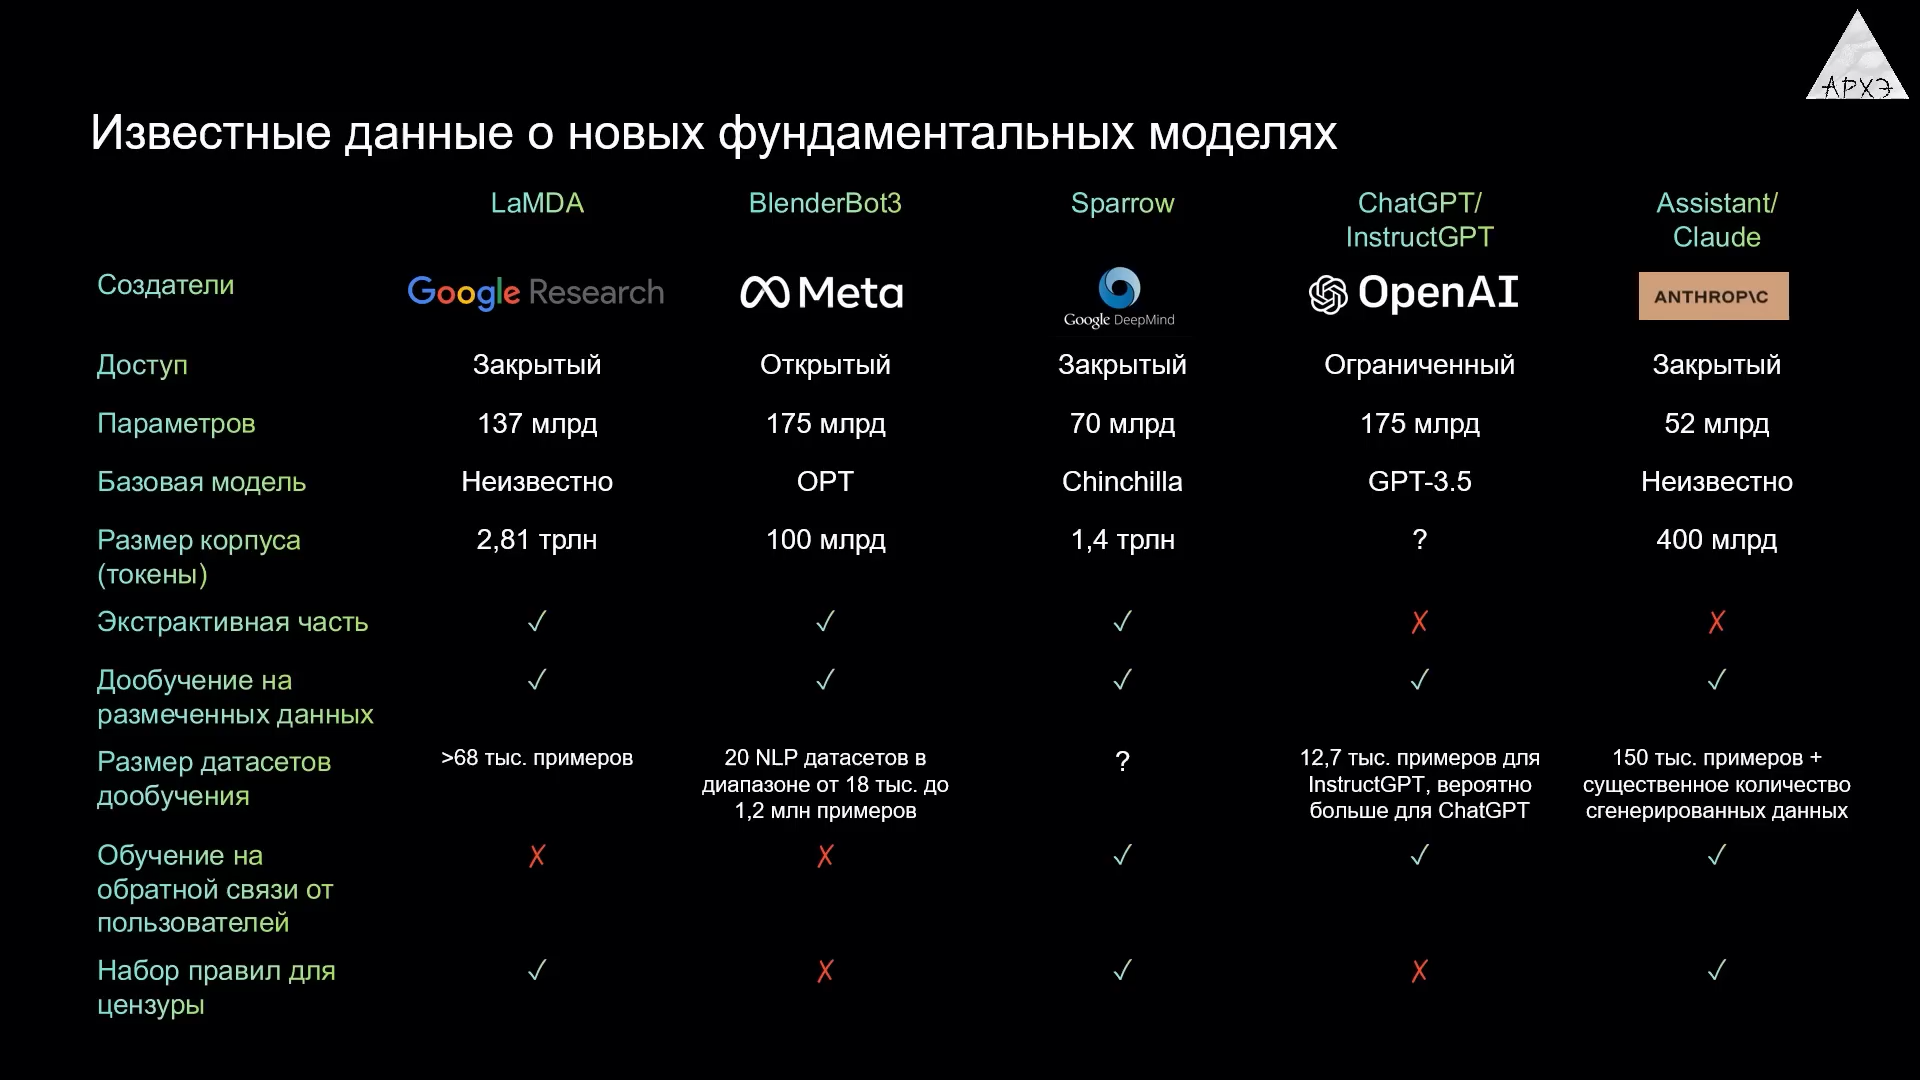 АРХЭ
Известные данные о новых фундаментальных моделях
LaMDA
BlenderBot3
Sparrow
ChatGPT/
InstructGPT
Assistant/
Claude
Создатели
Google Research
Meta
Google DeepMind
OpenAI
ANTHROP\C
Доступ
Закрытый
Открытый
Закрытый
Ограниченный
Закрытый
Параметров
137 млрд
175 млрд
70 млрд
175 млрд
52 млрд
Базовая модель
Неизвестно
OPT
Chinchilla
GPT-3.5
Неизвестно
Размер корпуса
(токены)
2,81 трлн
100 млрд
1,4 трлн
?
400 млрд
Экстрактивная часть
✓
✓
✓
✗
✗
Дообучение на
размеченных данных
✓
✓
✓
✓
✓
Размер датасетов
дообучения
>68 тыс. примеров
20 NLP датасетов в
диапазоне от 18 тыс. до
1,2 млн примеров
?
12,7 тыс. примеров для
InstructGPT, вероятно
больше для ChatGPT
150 тыс. примеров +
существенное количество
сгенерированных данных
Обучение на
обратной связи от
пользователей
✗
✗
✓
✓
✓
Набор правил для
цензуры
✓
✗
✓
✗
✓